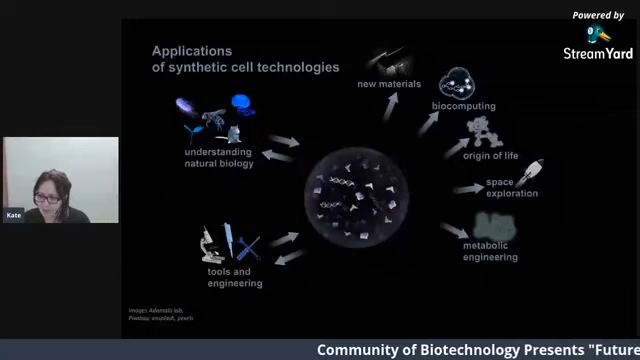 Powered by
StreamYard
Applications
of synthetic cell technologies
new materials
biocomputing
understanding
natural biology
origin of life
space
exploration
Kate
metabolic
engineering
tools and
engineering
Images Adamala lab,
Pixabay, unsplash, pexels
Community of Biotechnology Presents "Future